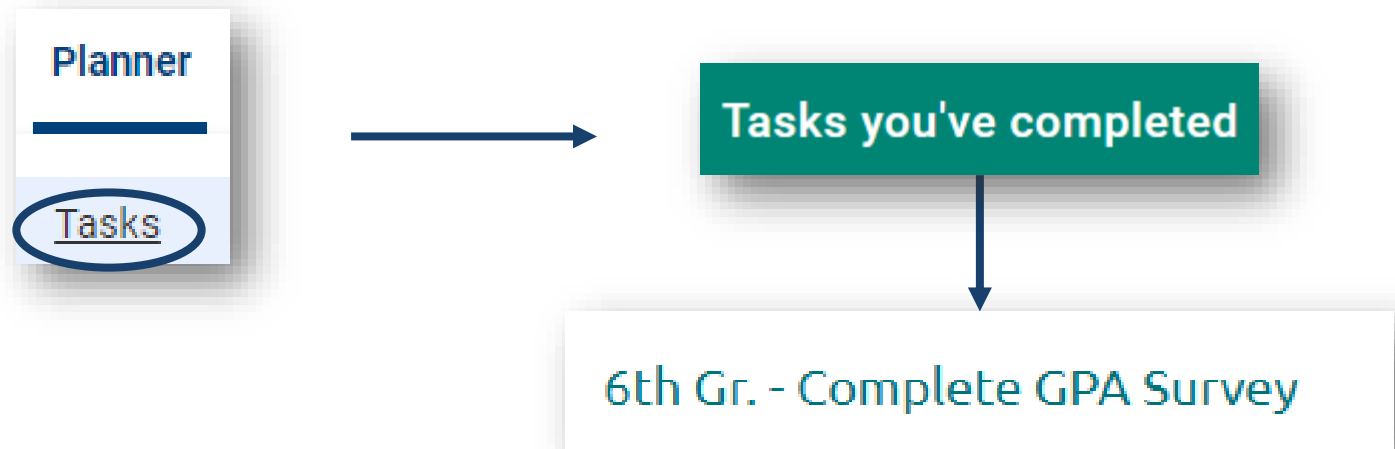 Planner
Tasks
Tasks you've completed
6th Gr. - Complete GPA Survey